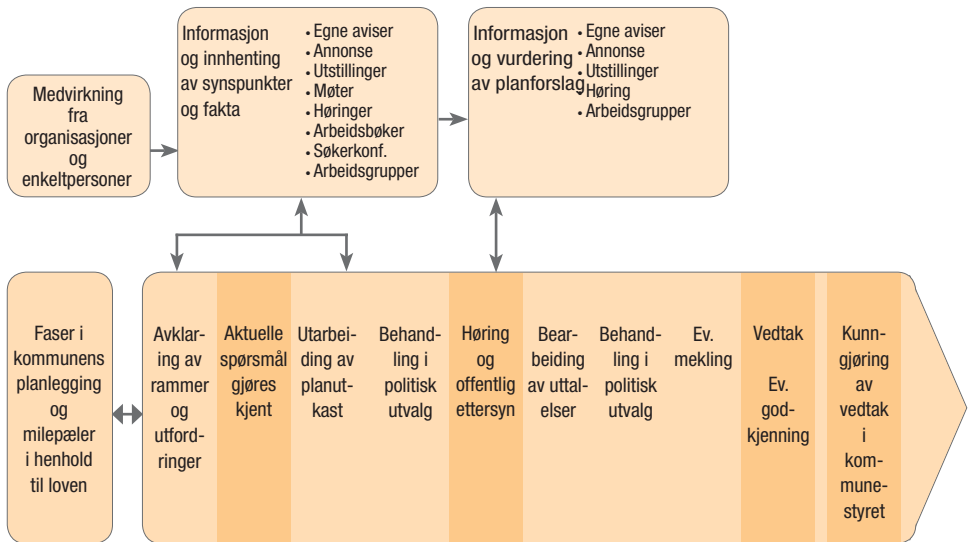 Medvirkning
fra
organisasjoner
og
enkeltpersoner
Informasjon
og innhenting
av synspunkter
og fakta
• Egne aviser
• Annonse
• Utstillinger
• Møter
• Høringer
• Arbeidsbøker
• Søkerkonf.
• Arbeidsgrupper
Informasjon
og vurdering
av planforslag
• Egne aviser
• Annonse
• Utstillinger
• Høring
• Arbeidsgrupper
Faser i
kommunens
planlegging
og
milepæler
i henhold
til loven
Avklar-
ing av
rammer
og
utford-
ringer
Aktuelle
spørsmål
gjøres
kjent
Utarbei-
ding av
planut-
kast
Behand-
ling i
politisk
utvalg
Høring
og
offentlig
ettersyn
Bear-
beiding
av uttal-
elser
Behand-
ling i
politisk
utvalg
Ev.
mekling
Vedtak
Ev.
god-
kjenning
Kunn-
gjøring
av
vedtak
i
kom-
mune-
styret